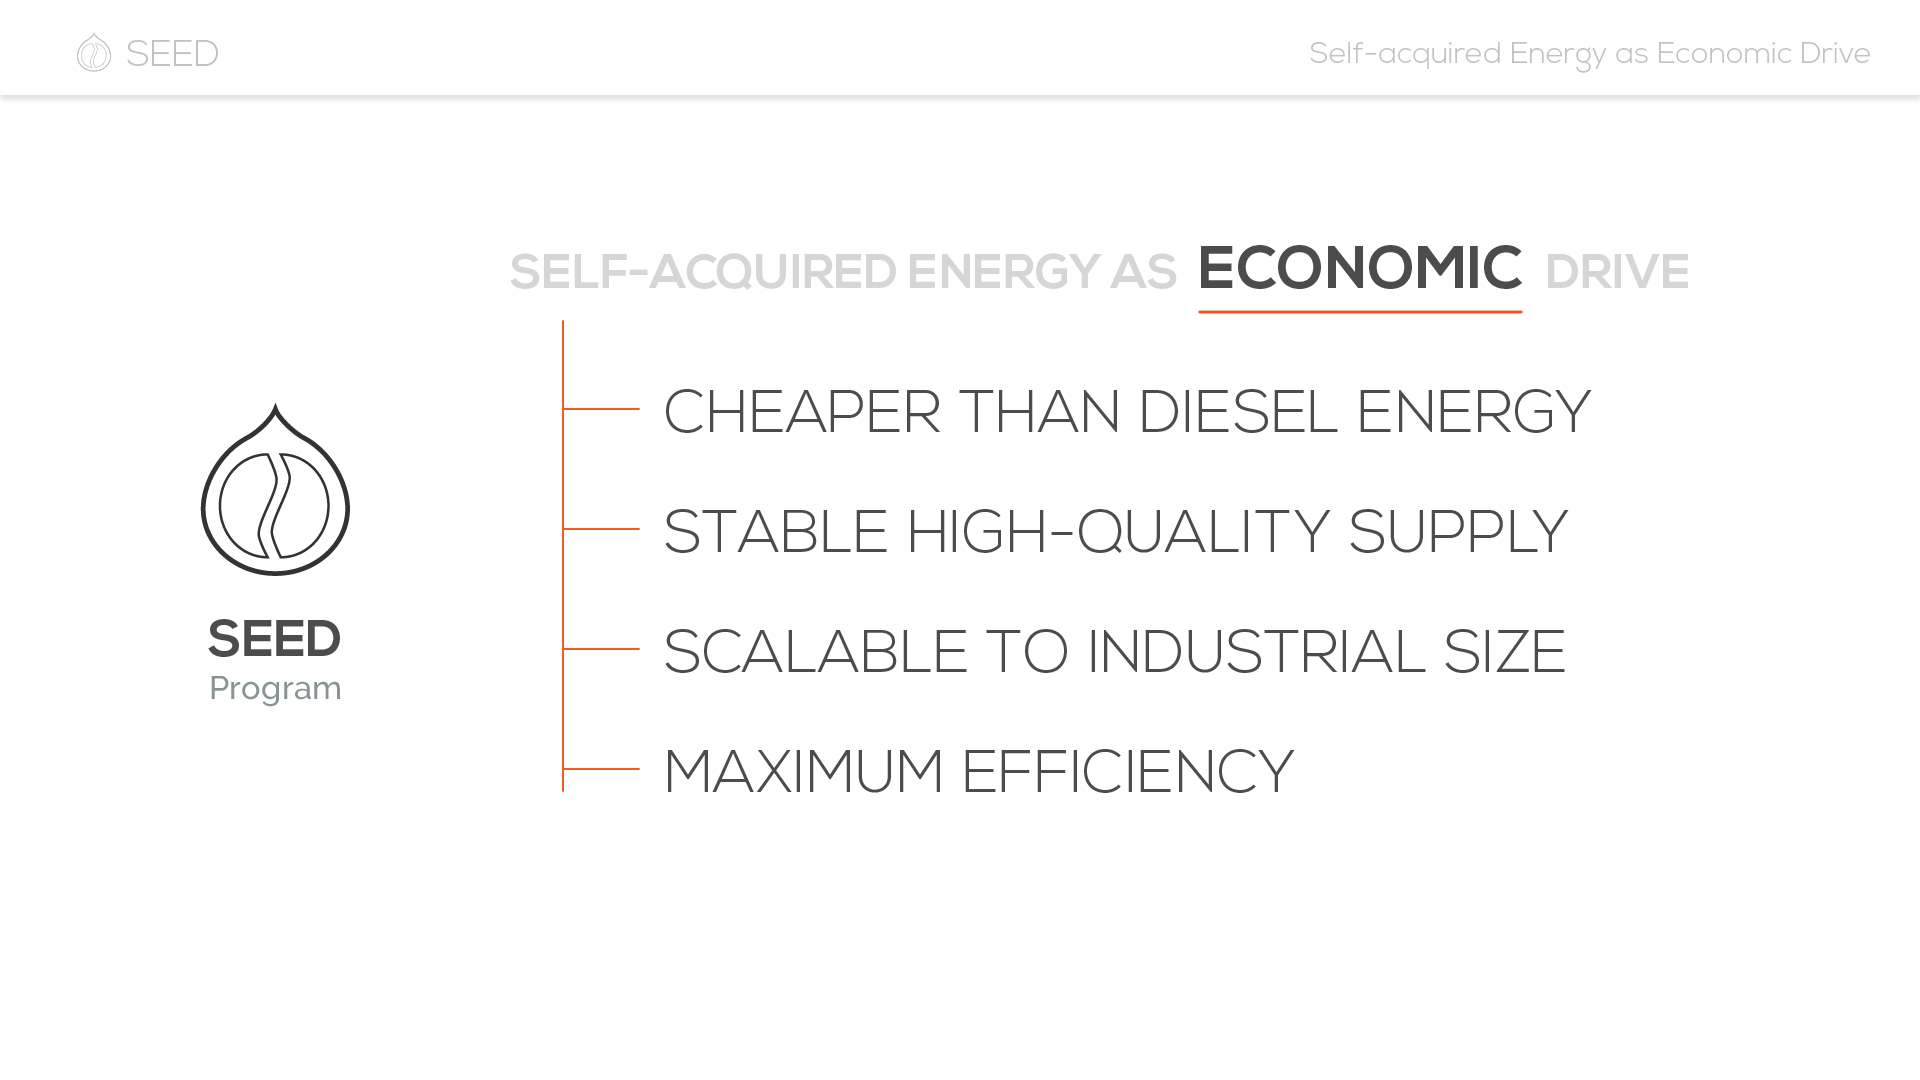 SEED
Self-acquired Energy as Economic Drive
SELF-ACQUIRED ENERGY AS ECONOMIC DRIVE
CHEAPER THAN DIESEL ENERGY
STABLE HIGH-QUALITY SUPPLY
SCALABLE TO INDUSTRIAL SIZE
MAXIMUM EFFICIENCY
SEED
Program